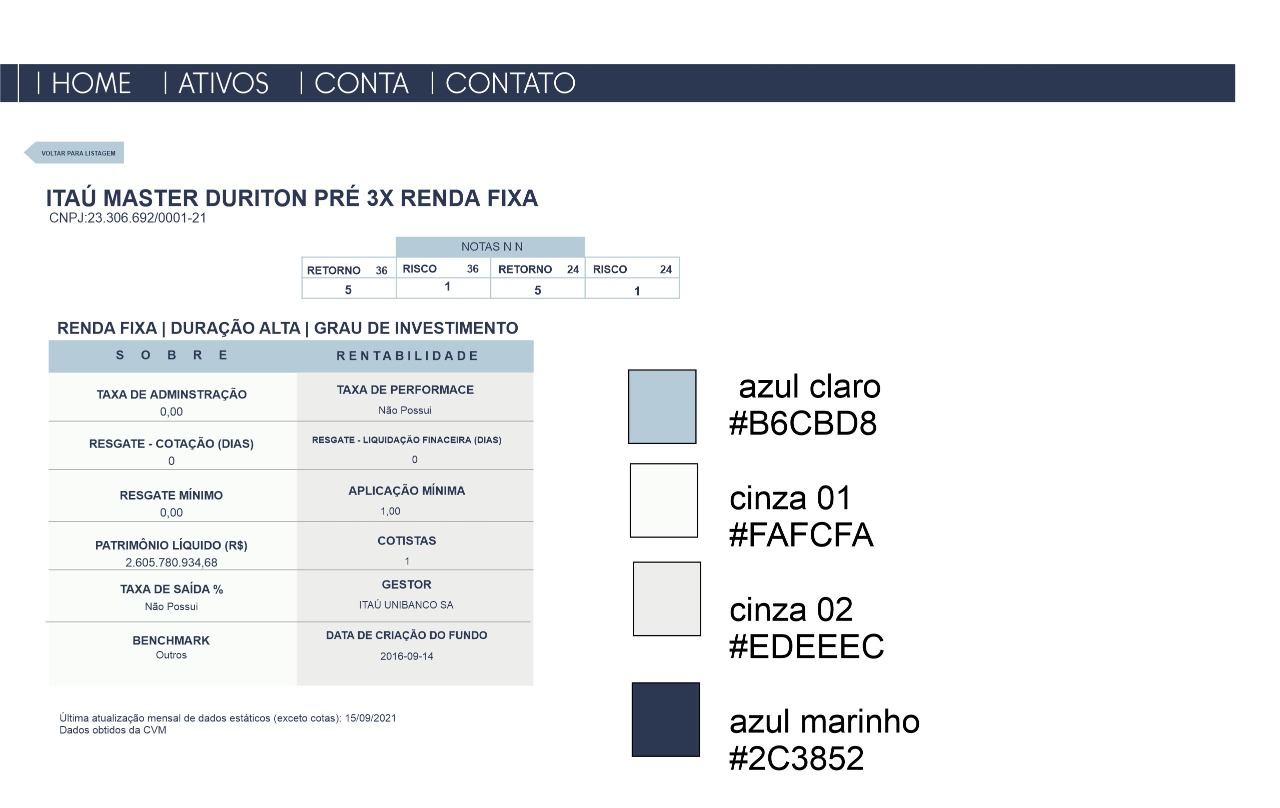 | HOME | ATIVOS | CONTA | CONTATO
VOLTAR PARA LISTAGEM
ITAÚ MASTER DURITON PRÉ 3X RENDA FIXA
CNPJ:23.306.692/0001-21
NOTAS N N
RETORNO 36 RISCO 36 RETORNO 24 RISCO 24
5 1 5 1
RENDA FIXA | DURAÇÃO ALTA | GRAU DE INVESTIMENTO
S O B R E RENTABILIDADE
TAXA DE ADMINSTRAÇÃO TAXA DE PERFORMACE
0,00 Não Possui
RESGATE - COTAÇÃO (DIAS) RESGATE - LIQUIDAÇÃO FINACEIRA (DIAS)
0 0
RESGATE MÍNIMO APLICAÇÃO MÍNIMA
0,00 1,00
PATRIMÔNIO LÍQUIDO (R$) COTISTAS
2.605.780.934,68 1
TAXA DE SAÍDA % GESTOR
Não Possui ITAÚ UNIBANCO SA
BENCHMARK DATA DE CRIAÇÃO DO FUNDO
Outros 2016-09-14
Última atualização mensal de dados estáticos (exceto cotas): 15/09/2021
Dados obtidos da CVM
azul claro
#B6CBD8
cinza 01
#FAFCFA
cinza 02
#EDEEEC
azul marinho
#2C3852